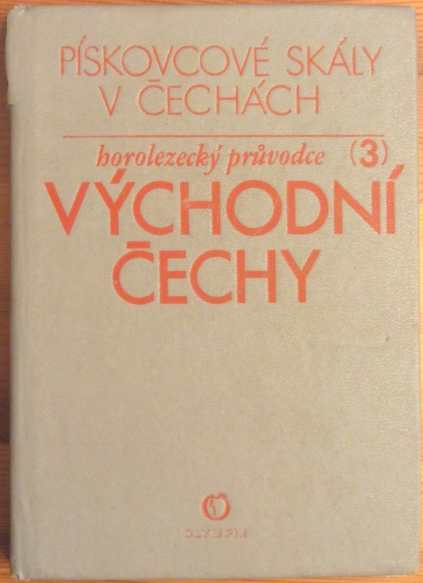 PÍSKOVCOVÉ SKÁLY
V ČECHÁCH
horolezecký průvodce (3)
VÝCHODNÍ
ČECHY
OLYMPIA